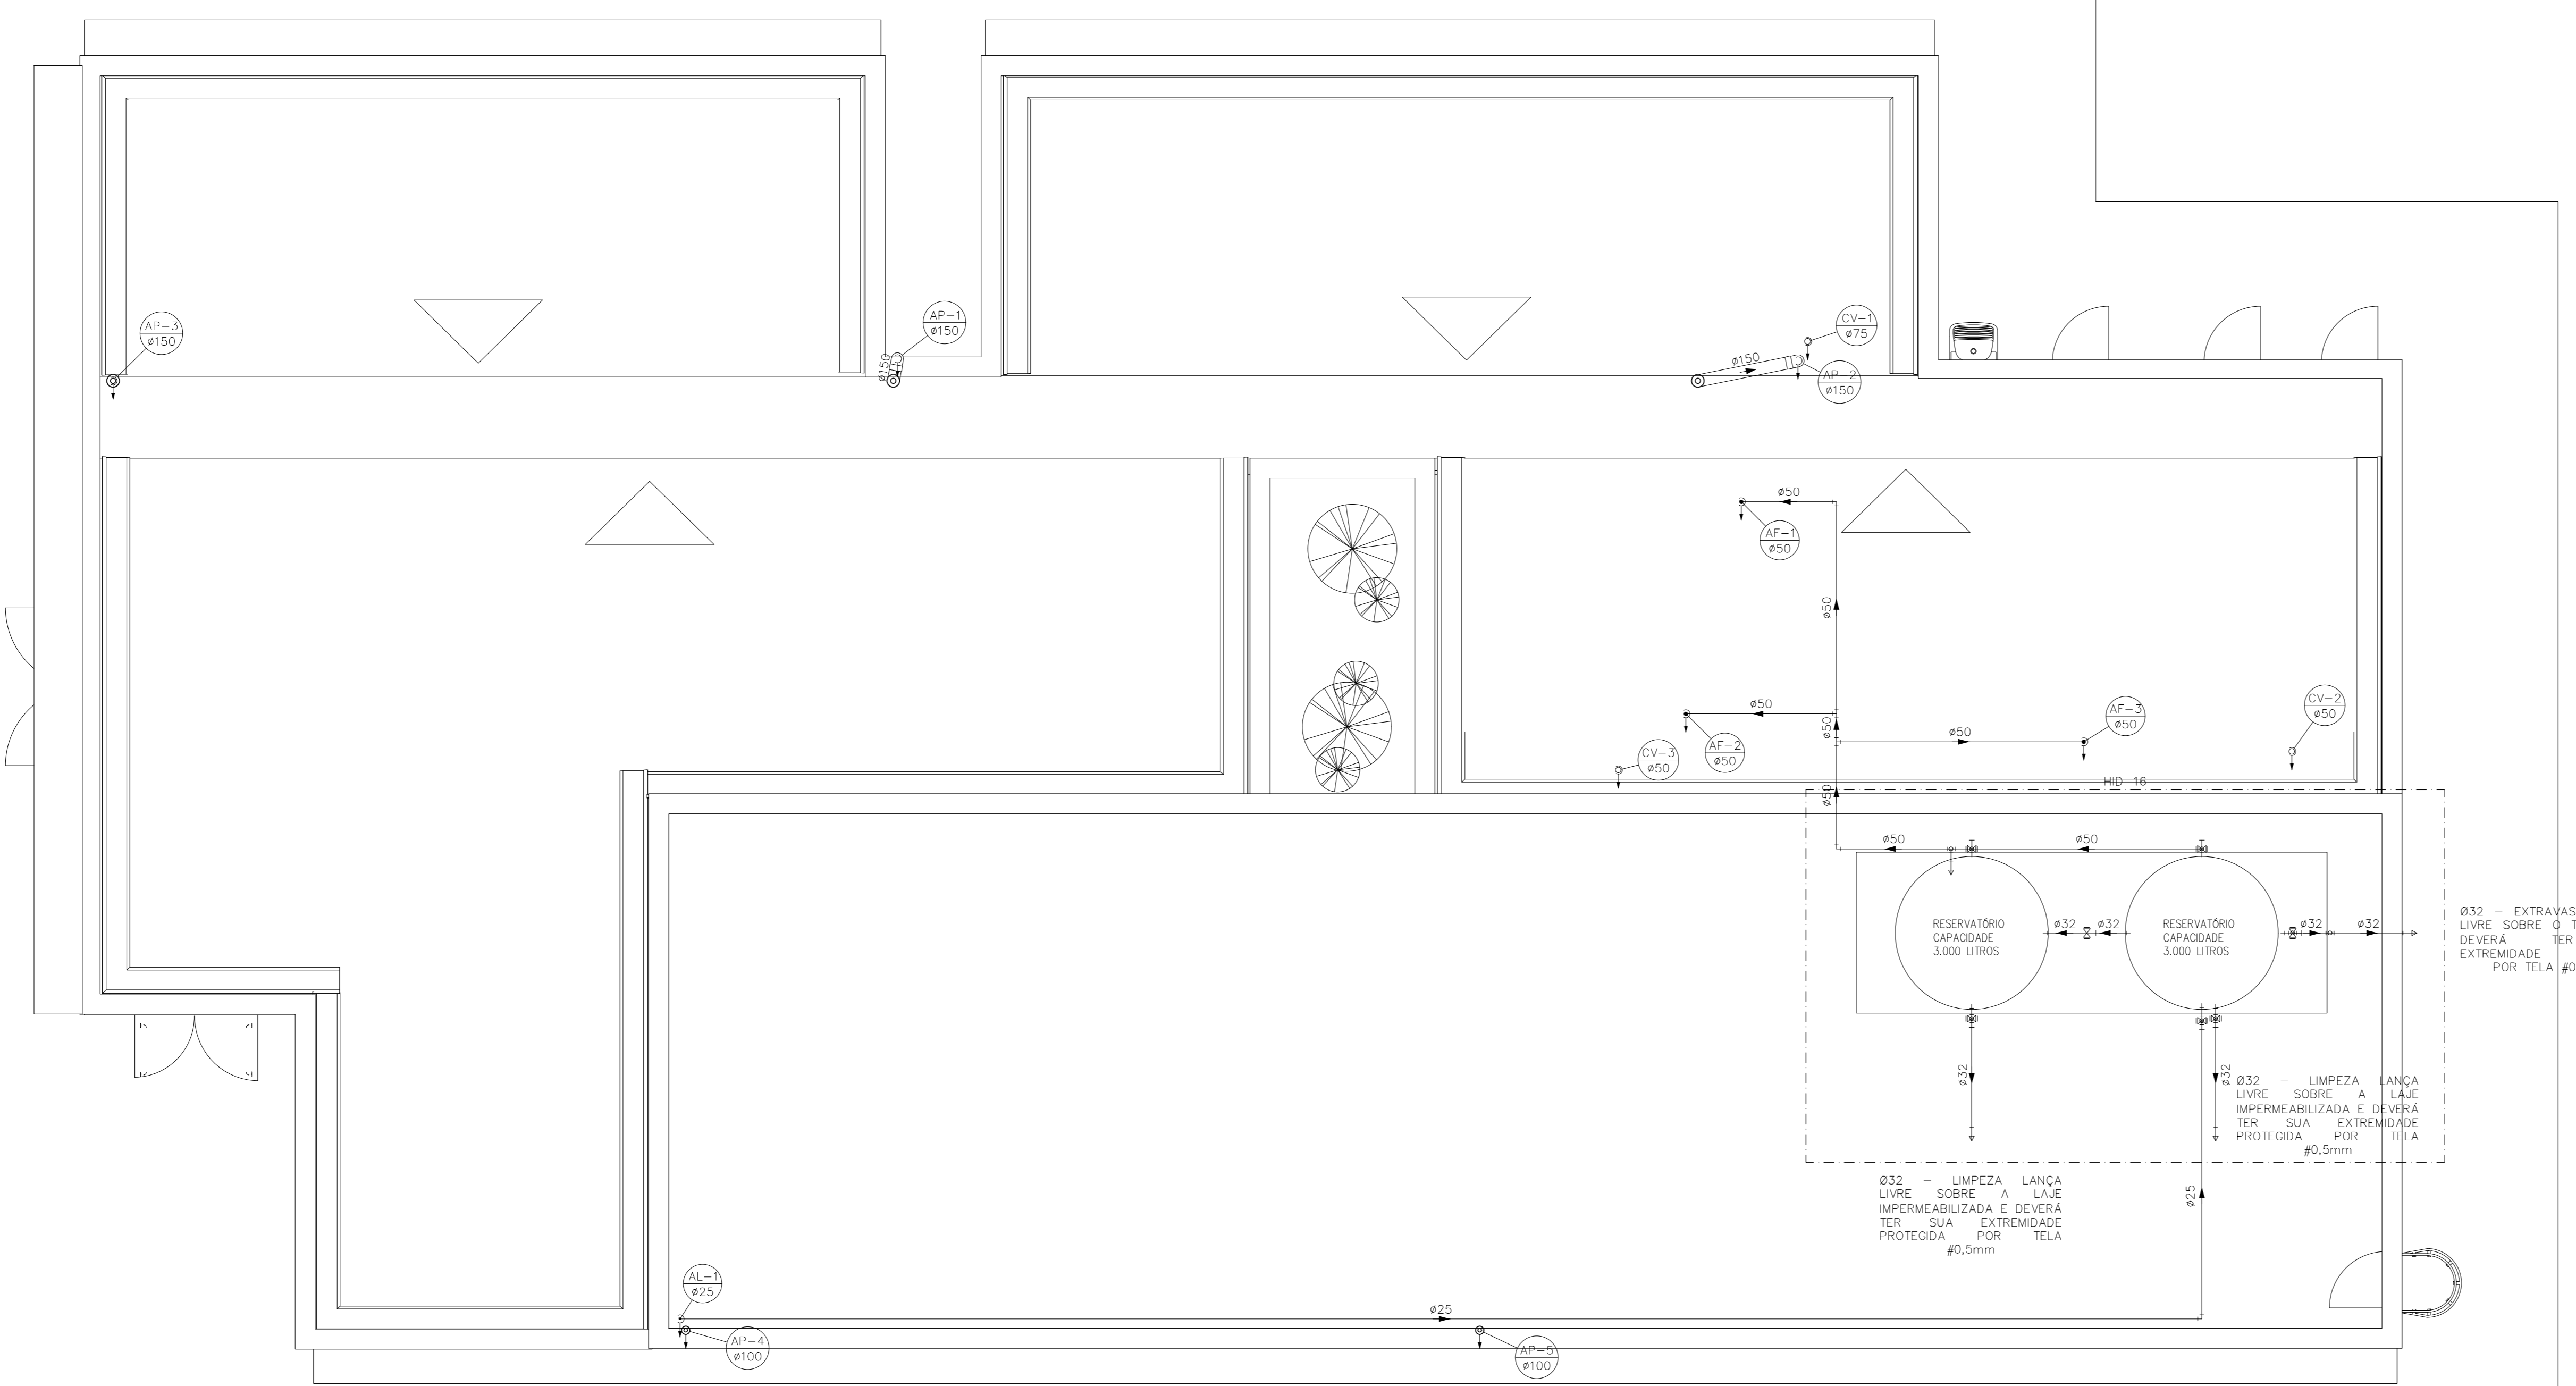 AP-3
ø150
AP-1
ø150
ø150
CV-1
ø75
ø150
AP-2
ø150
ø50
AF-1
ø50
ø50
ø50
AF-2
ø50
ø50
CV-3
ø50
ø50
AF-3
ø50
CV-2
ø50
HID-16
ø50
ø50
ø50
RESERVATÓRIO
CAPACIDADE
3.000 LITROS
ø32
ø32
RESERVATÓRIO
CAPACIDADE
3.000 LITROS
ø32
ø32
Ø32 - EXTRAVAS
LIVRE SOBRE O T
DEVERÁ TER
EXTREMIDADE
POR TELA #0
ø32
ø32
Ø32 - LIMPEZA LANÇA
LIVRE SOBRE A LAJE
IMPERMEABILIZADA E DEVERÁ
TER SUA EXTREMIDADE
PROTEGIDA POR TELA
#0,5mm
Ø32 - LIMPEZA LANÇA
LIVRE SOBRE A LAJE
IMPERMEABILIZADA E DEVERÁ
TER SUA EXTREMIDADE
PROTEGIDA POR TELA
#0,5mm
ø25
AL-1
ø25
ø25
AP-4
ø100
AP-5
ø100